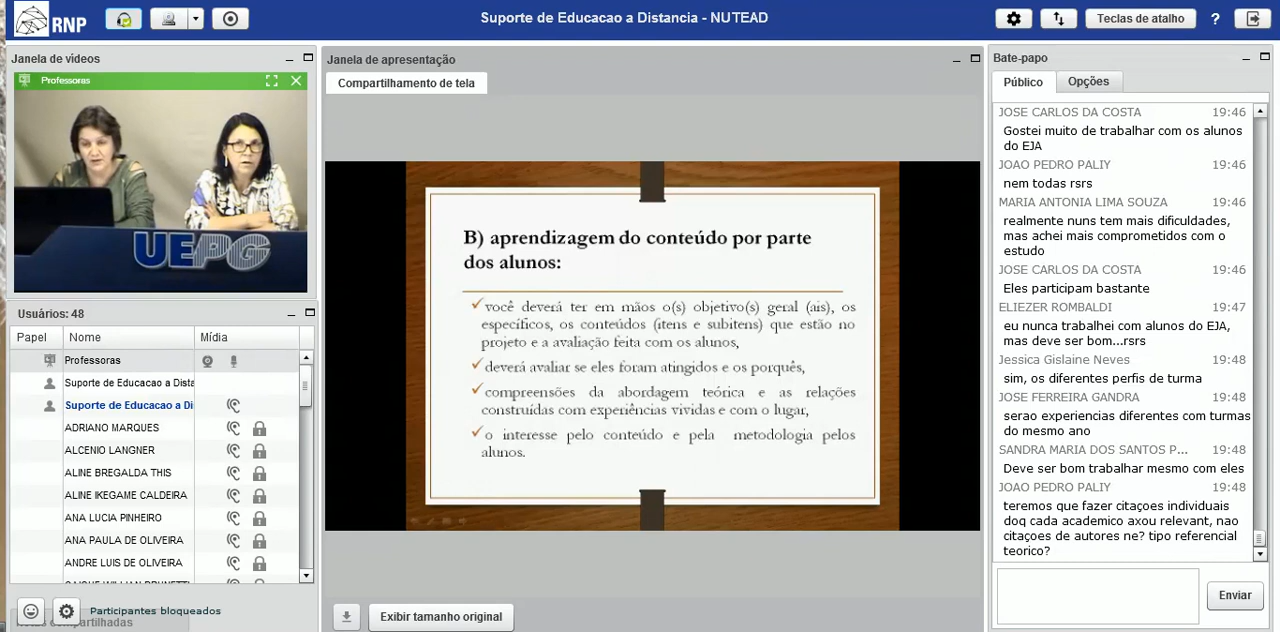 RNP
Suporte de Educacao a Distancia - NUTEAD
Teclas de atalho
?
Janela de vídeos
Professoras
UEPG
Usuários: 48
Papel Nome Mídia
Professoras
Suporte de Educacao a Dista
Suporte de Educacao a Di
ADRIANO MARQUES
ALCENIO LANGNER
ALINE BREGALDA THIS
ALINE IKEGAME CALDEIRA
ANA LUCIA PINHEIRO
ANA PAULA DE OLIVEIRA
ANDRE LUIS DE OLIVEIRA
Participantes bloqueados
Notas compartilhadas
Janela de apresentação
Compartilhamento de tela
B) aprendizagem do conteúdo por parte
dos alunos:
você deverá ter em mãos o(s) objetivo(s) geral (ais), os
específicos, os conteúdos (itens e subitens) que estão no
projeto e a avaliação feita com os alunos,
deverá avaliar se eles foram atingidos e os porquês,
compreensões da abordagem teórica e as relações
construídas com experiências vividas e com o lugar,
o interesse pelo conteúdo e pela metodologia pelos
alunos.
Exibir tamanho original
Bate-papo
Público Opções
JOSE CARLOS DA COSTA 19:46
Gostei muito de trabalhar com os alunos
do EJA
JOAO PEDRO PALIY 19:46
nem todas rsrs
MARIA ANTONIA LIMA SOUZA 19:46
realmente nuns tem mais dificuldades,
mas achei mais comprometidos com o
estudo
JOSE CARLOS DA COSTA 19:46
Eles participam bastante
ELIEZER ROMBALDI 19:47
eu nunca trabalhei com alunos do EJA,
mas deve ser bom...rsrs
Jessica Gislaine Neves 19:48
sim, os diferentes perfis de turma
JOSE FERREIRA GANDRA 19:48
serao experiencias diferentes com turmas
do mesmo ano
SANDRA MARIA DOS SANTOS P... 19:48
Deve ser bom trabalhar mesmo com eles
JOAO PEDRO PALIY 19:48
teremos que fazer citaçoes individuais
doq cada academico axou relevant, nao
citaçoes de autores ne? tipo referencial
teorico?
Enviar